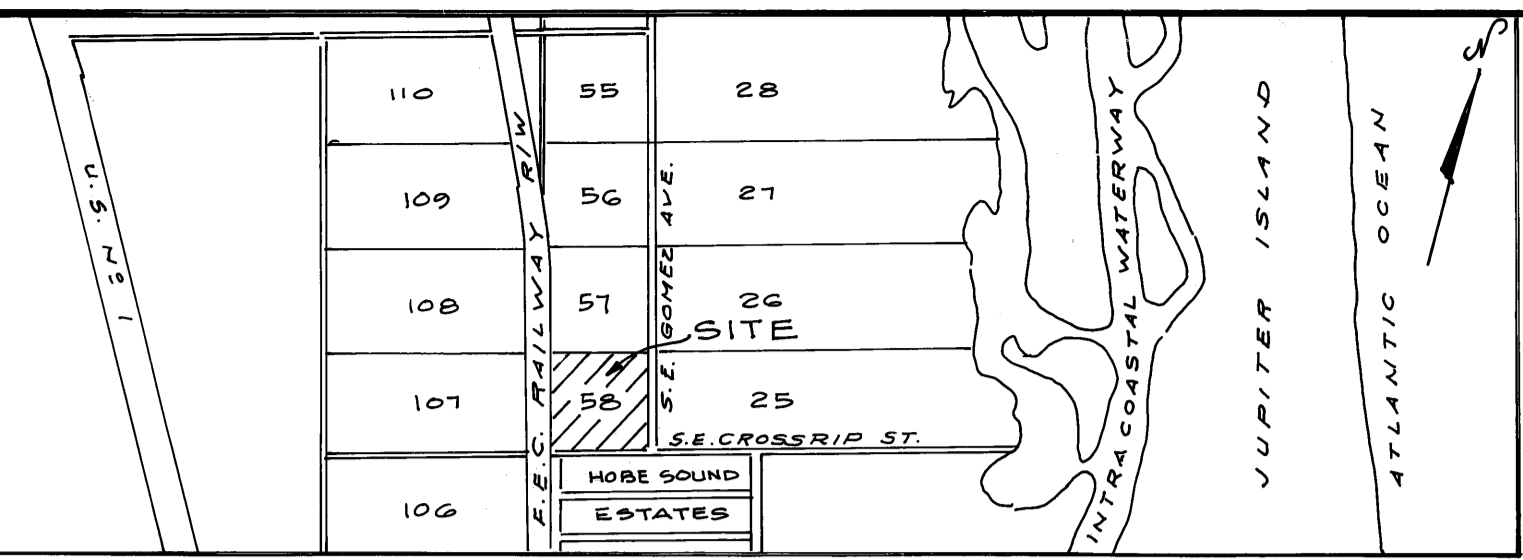 U.S. No 1
110
109
108
107
106
F.E.C. RAILWAY R/W
55
56
57
58
S.E. GOMEZ AVE.
28
27
26
SITE
25
S.E. CROSSRIP ST.
HOBE SOUND
ESTATES
INTRACOASTAL WATERWAY
JUPITER ISLAND
ATLANTIC OCEAN
N